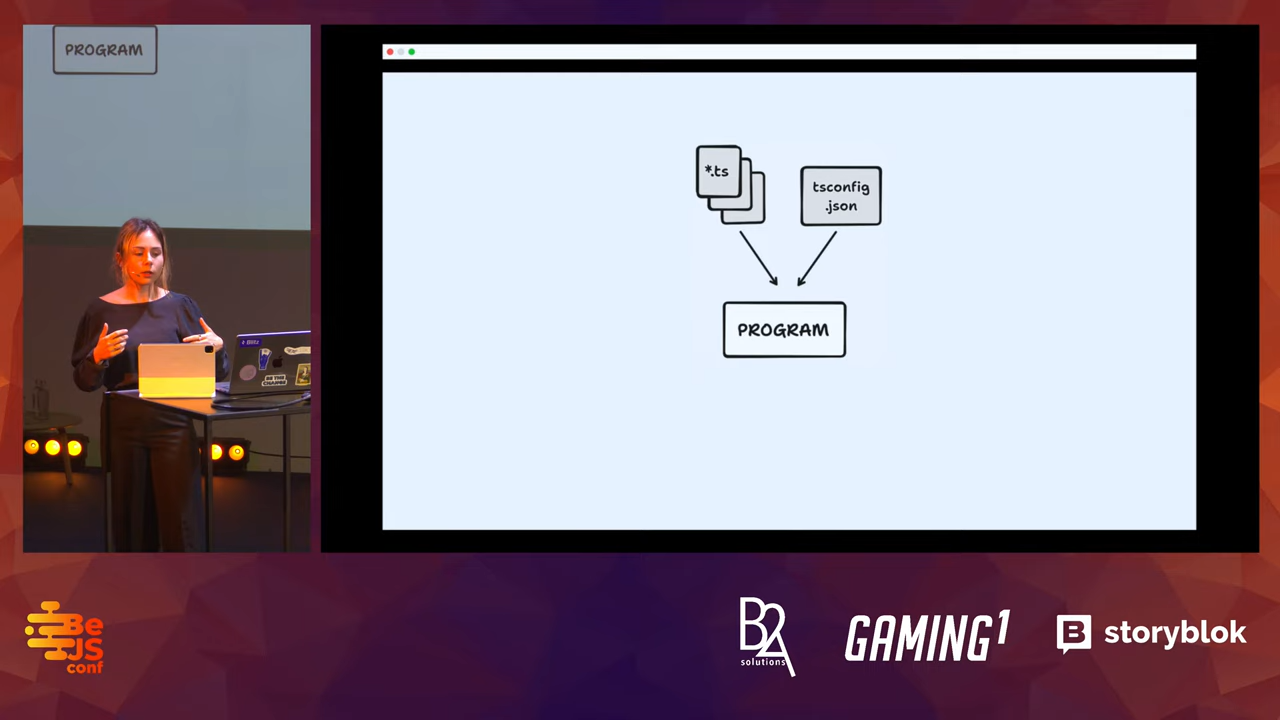 PROGRAM
*.ts
tsconfig
.json
PROGRAM
Be
JS
conf
B2A
solutions
GAMING1
storyblok